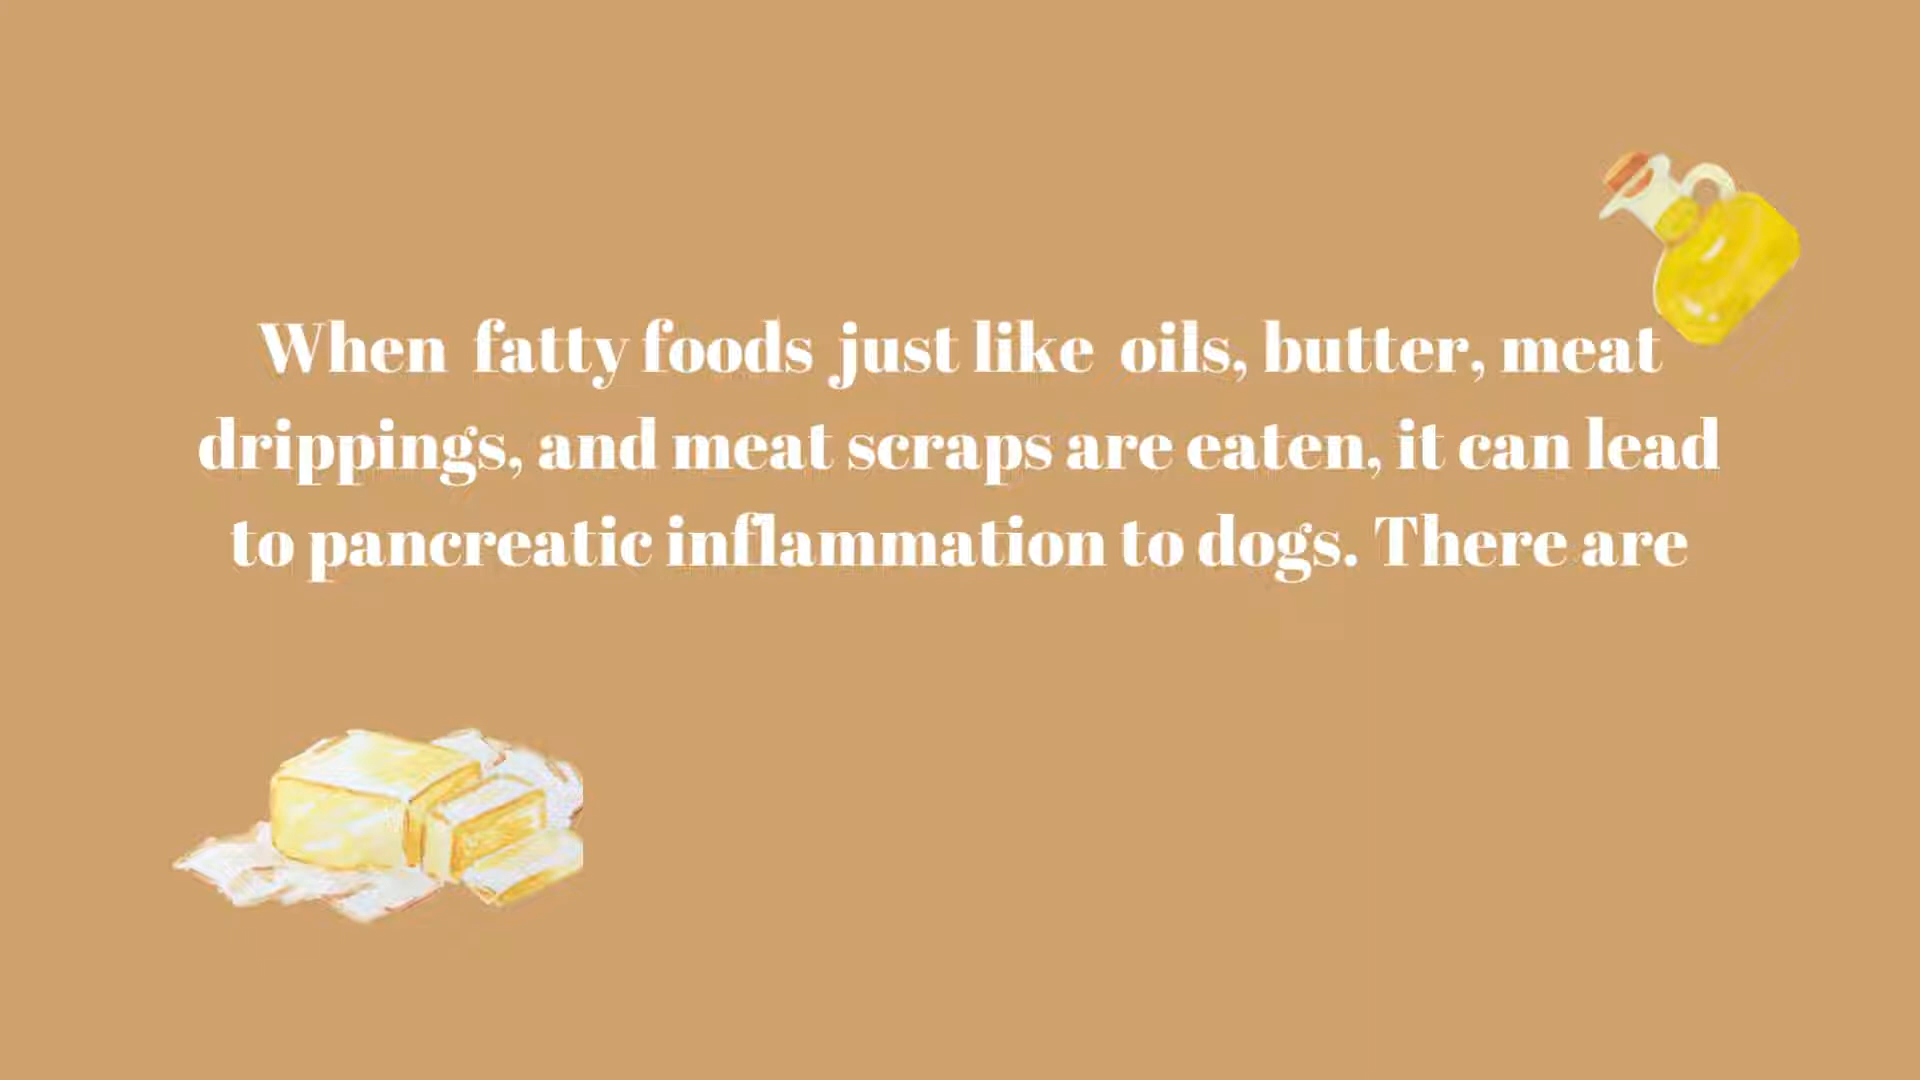 When fatty foods just like oils, butter, meat
drippings, and meat scraps are eaten, it can lead
to pancreatic inflammation to dogs. There are